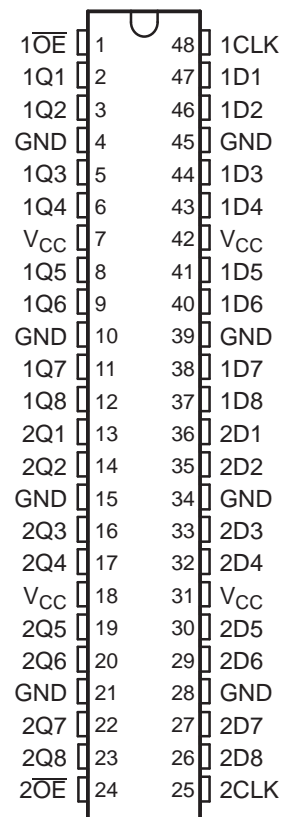 1O̅E̅ 1 48 1CLK
1Q1 2 47 1D1
1Q2 3 46 1D2
GND 4 45 GND
1Q3 5 44 1D3
1Q4 6 43 1D4
VCC 7 42 VCC
1Q5 8 41 1D5
1Q6 9 40 1D6
GND 10 39 GND
1Q7 11 38 1D7
1Q8 12 37 1D8
2Q1 13 36 2D1
2Q2 14 35 2D2
GND 15 34 GND
2Q3 16 33 2D3
2Q4 17 32 2D4
VCC 18 31 VCC
2Q5 19 30 2D5
2Q6 20 29 2D6
GND 21 28 GND
2Q7 22 27 2D7
2Q8 23 26 2D8
2O̅E̅ 24 25 2CLK